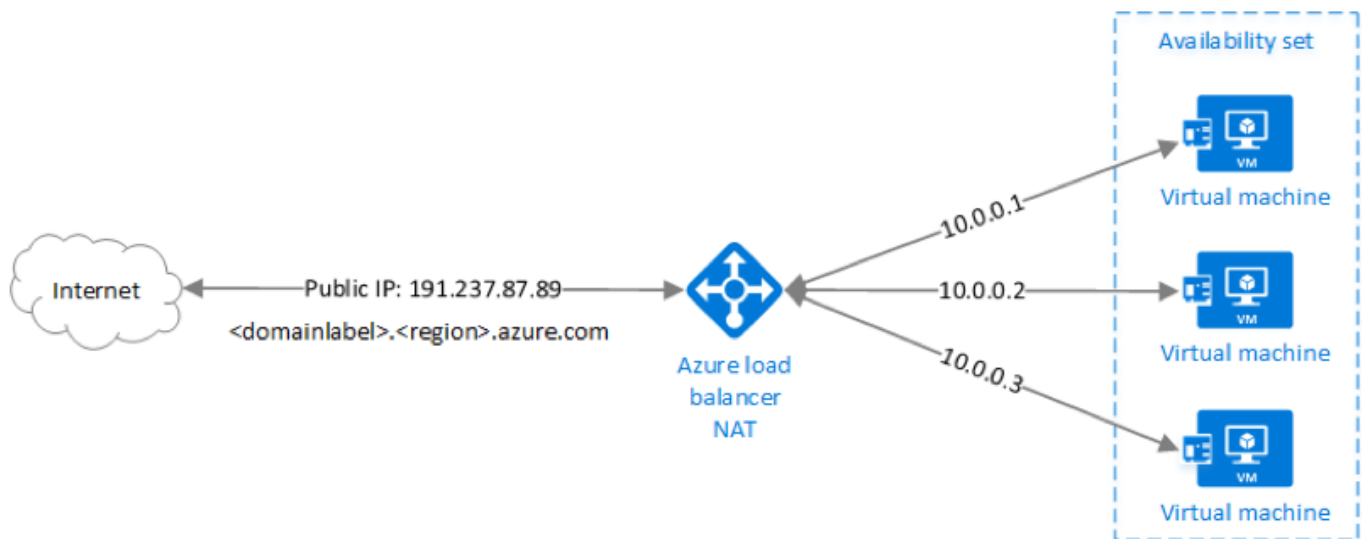 Availability set
VM
Virtual machine
10.0.0.1
Internet
Public IP: 191.237.87.89
<domainlabel>.<region>.azure.com
Azure load
balancer
NAT
10.0.0.2
VM
Virtual machine
10.0.0.3
VM
Virtual machine